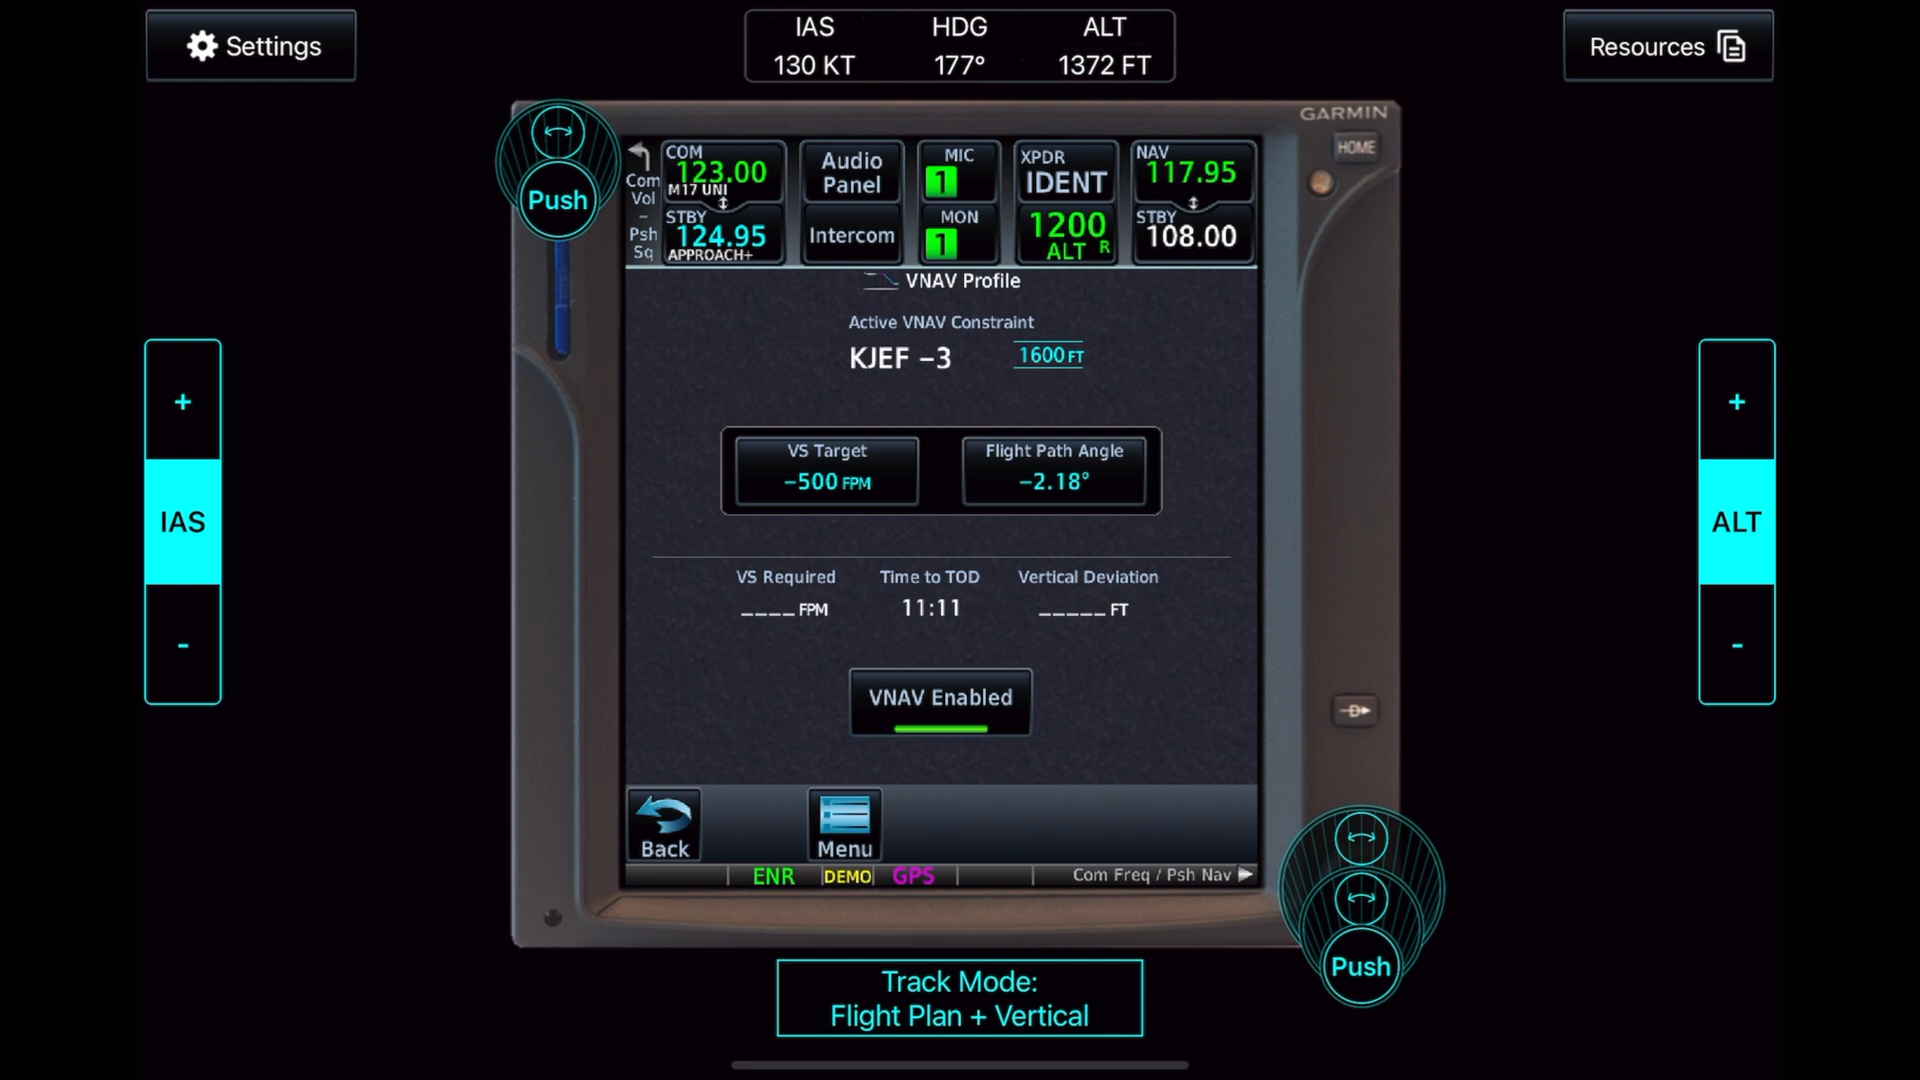 Settings
IAS HDG ALT
130 KT 177° 1372 FT
Resources
GARMIN
HOME
Push
Com
Vol
–
Psh
Sq
COM
123.00
M17 UNI
STBY
124.95
APPROACH+
Audio
Panel
Intercom
MIC
1
MON
1
XPDR
IDENT
1200
ALT R
NAV
117.95
STBY
108.00
VNAV Profile
Active VNAV Constraint
KJEF –3 1600 FT
VS Target Flight Path Angle
–500 FPM –2.18°
VS Required Time to TOD Vertical Deviation
____ FPM 11:11 _____ FT
VNAV Enabled
+
IAS
-
+
ALT
-
D
Back Menu
ENR DEMO GPS Com Freq / Psh Nav
Push
Track Mode:
Flight Plan + Vertical